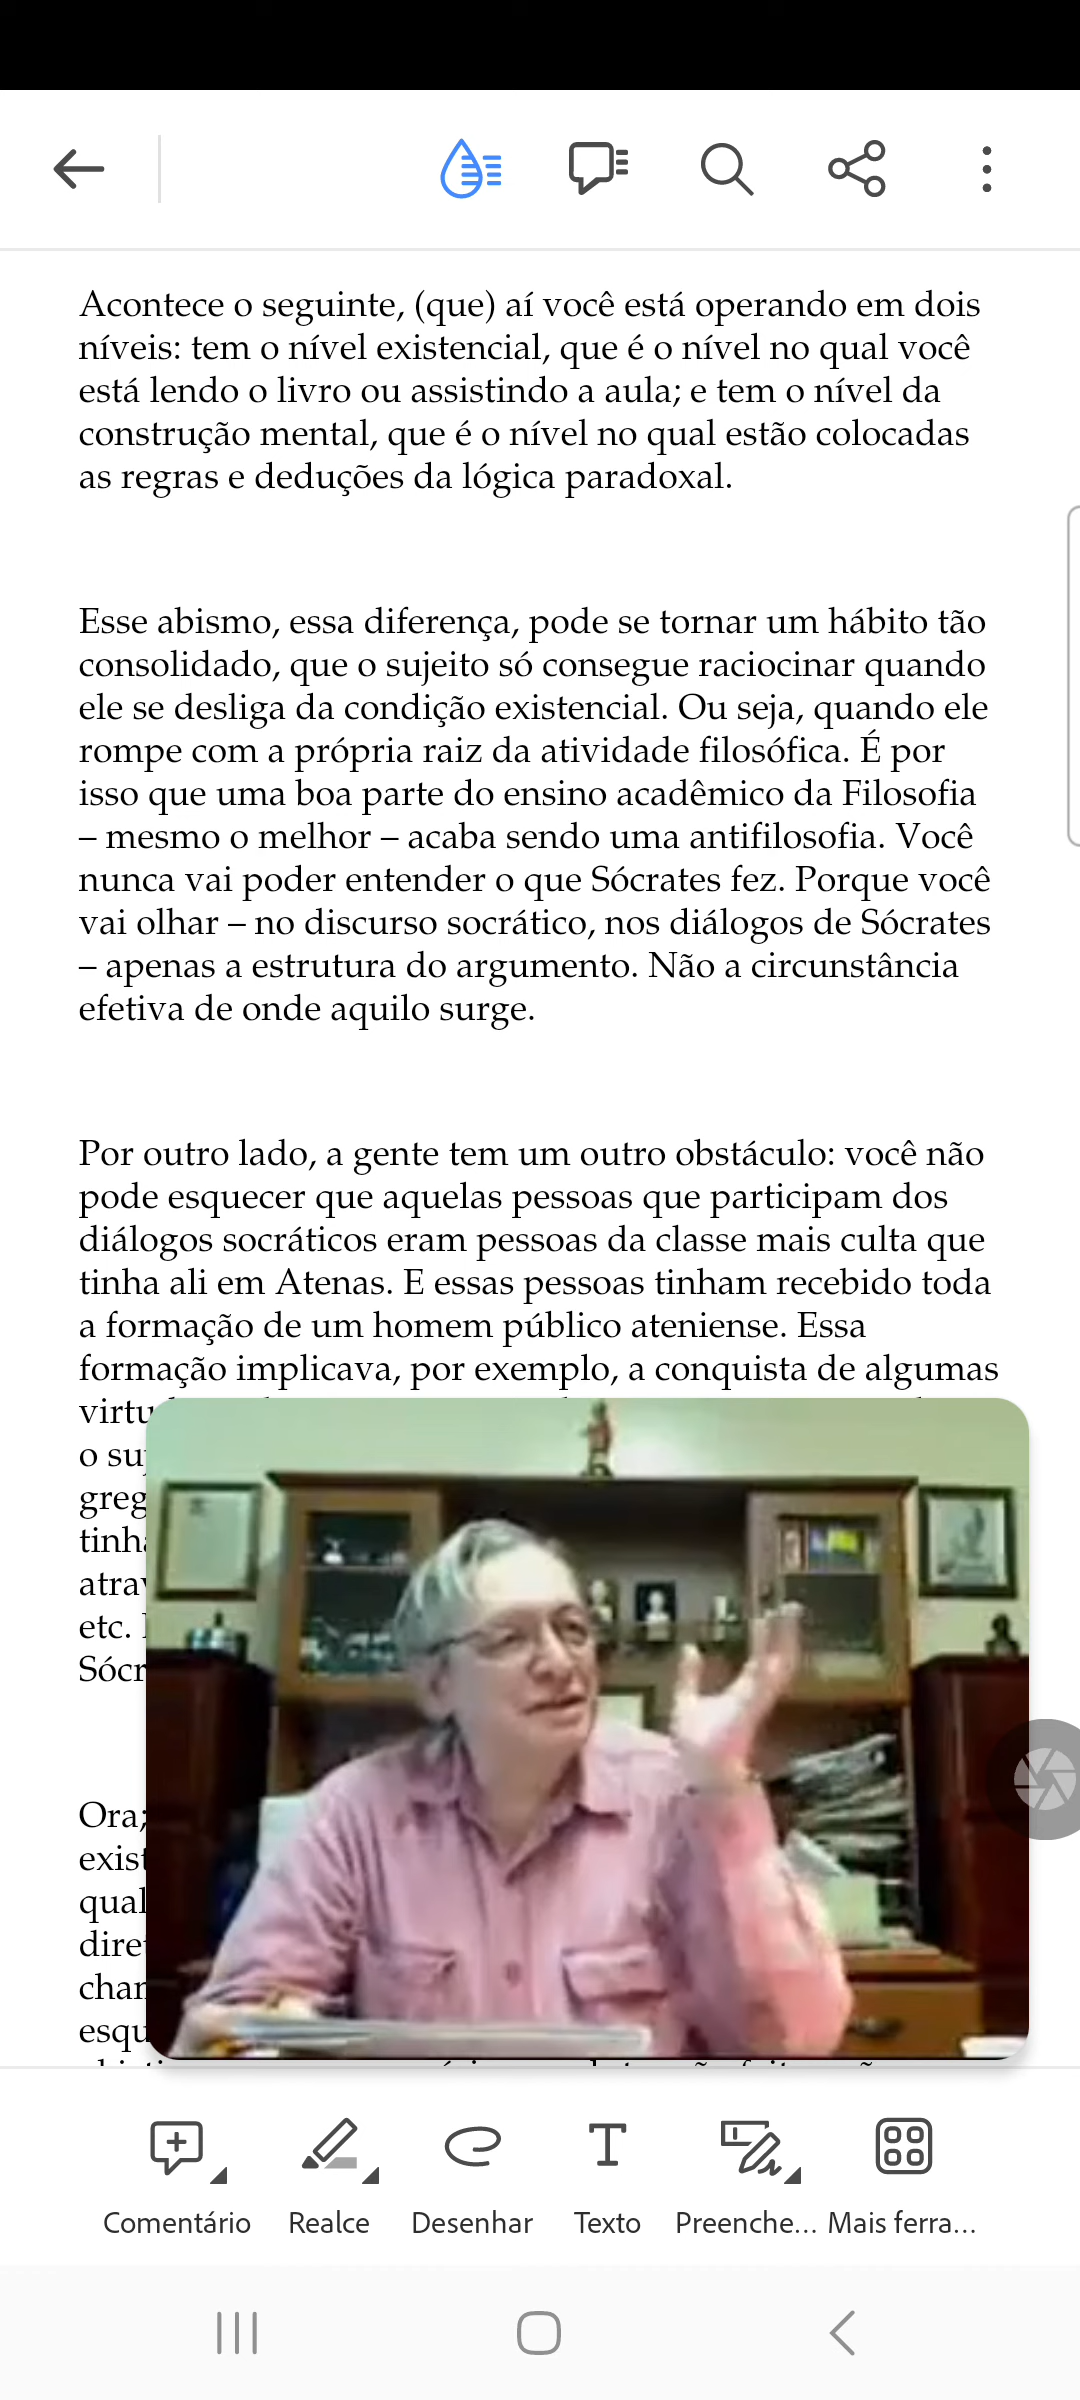 Acontece o seguinte, (que) aí você está operando em dois
níveis: tem o nível existencial, que é o nível no qual você
está lendo o livro ou assistindo a aula; e tem o nível da
construção mental, que é o nível no qual estão colocadas
as regras e deduções da lógica paradoxal.
Esse abismo, essa diferença, pode se tornar um hábito tão
consolidado, que o sujeito só consegue raciocinar quando
ele se desliga da condição existencial. Ou seja, quando ele
rompe com a própria raiz da atividade filosófica. É por
isso que uma boa parte do ensino acadêmico da Filosofia
– mesmo o melhor – acaba sendo uma antifilosofia. Você
nunca vai poder entender o que Sócrates fez. Porque você
vai olhar – no discurso socrático, nos diálogos de Sócrates
– apenas a estrutura do argumento. Não a circunstância
efetiva de onde aquilo surge.
Por outro lado, a gente tem um outro obstáculo: você não
pode esquecer que aquelas pessoas que participam dos
diálogos socráticos eram pessoas da classe mais culta que
tinha ali em Atenas. E essas pessoas tinham recebido toda
a formação de um homem público ateniense. Essa
formação implicava, por exemplo, a conquista de algumas
o
etc.
Ora;
Comentário Realce Desenhar Texto Preenche... Mais ferra...